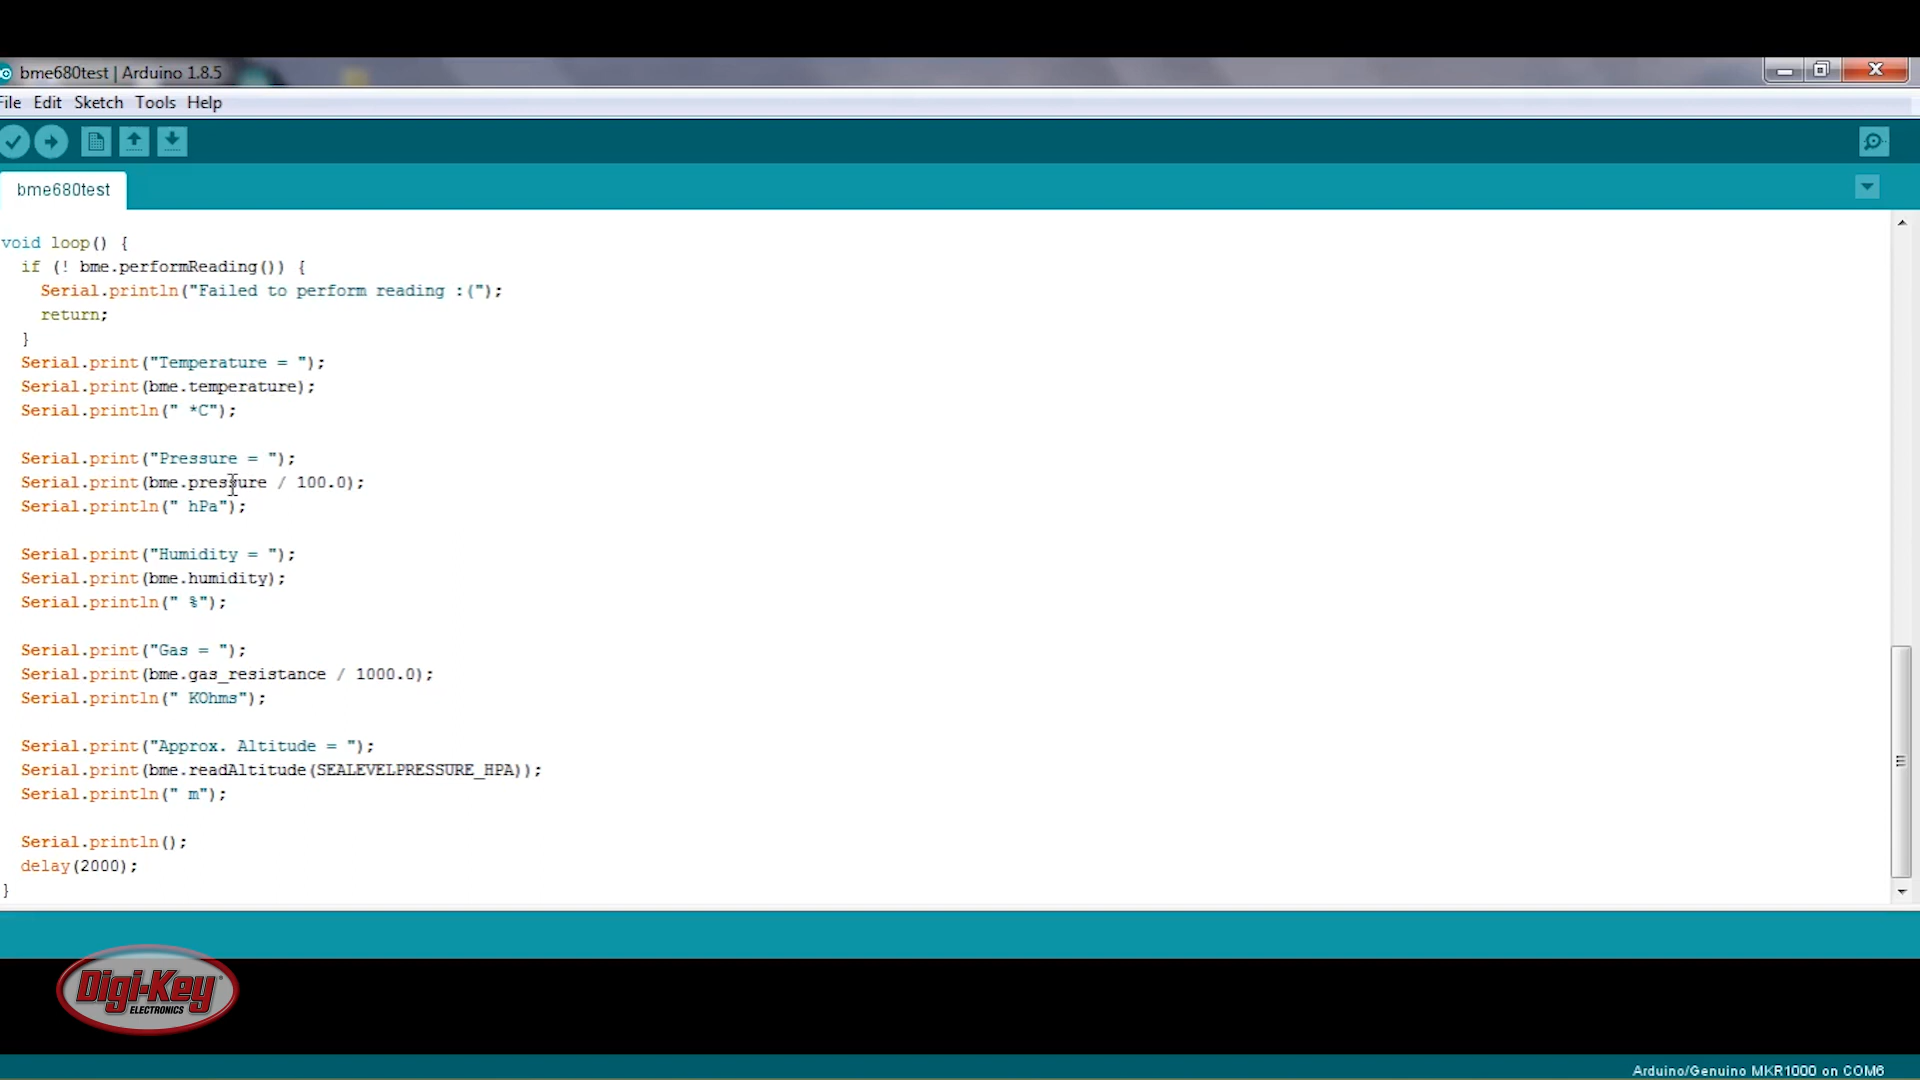 bme680test | Arduino 1.8.5
File Edit Sketch Tools Help
bme680test
void loop() {
  if (! bme.performReading()) {
    Serial.println("Failed to perform reading :(");
    return;
  }
  Serial.print("Temperature = ");
  Serial.print(bme.temperature);
  Serial.println(" *C");
  Serial.print("Pressure = ");
  Serial.print(bme.pressure / 100.0);
  Serial.println(" hPa");
  Serial.print("Humidity = ");
  Serial.print(bme.humidity);
  Serial.println(" %");
  Serial.print("Gas = ");
  Serial.print(bme.gas_resistance / 1000.0);
  Serial.println(" KOhms");
  Serial.print("Approx. Altitude = ");
  Serial.print(bme.readAltitude(SEALEVELPRESSURE_HPA));
  Serial.println(" m");
  Serial.println();
  delay(2000);
}
Digi-Key
ELECTRONICS
Arduino/Genuino MKR1000 on COM6